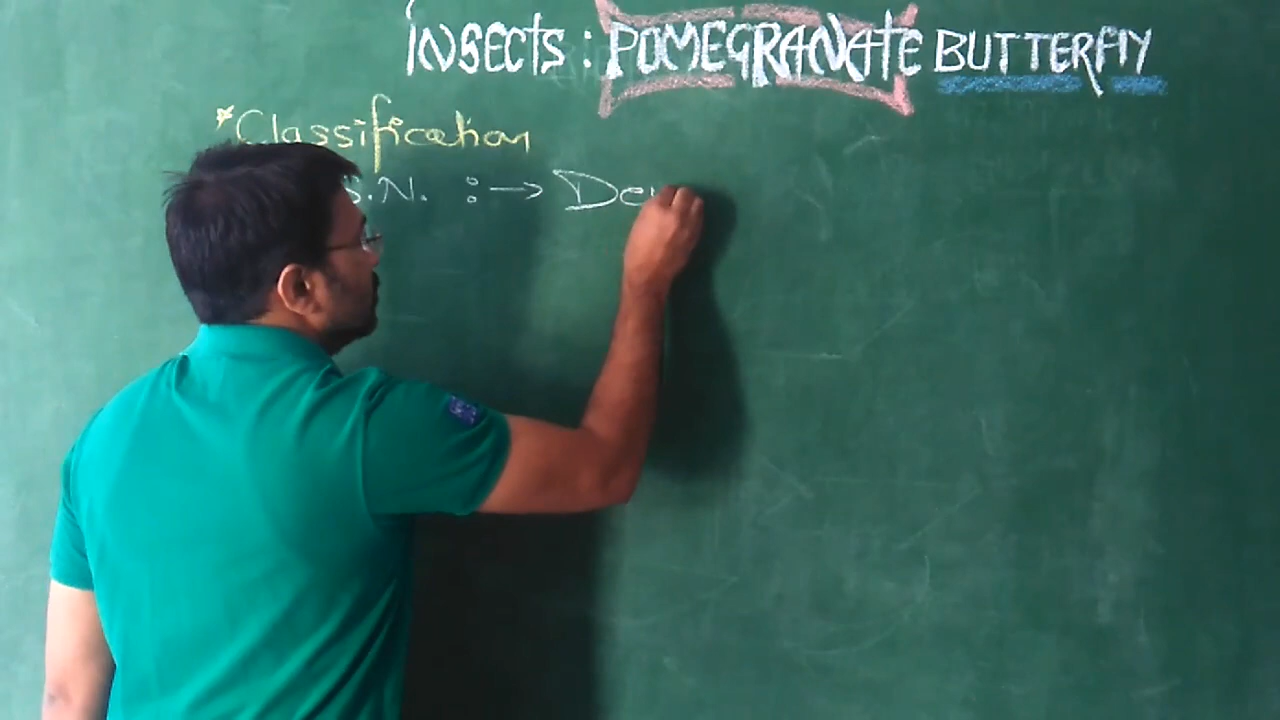 INSECTS : POMEGRANATE BUTTERFLY
*Classification
S.N. :→ De